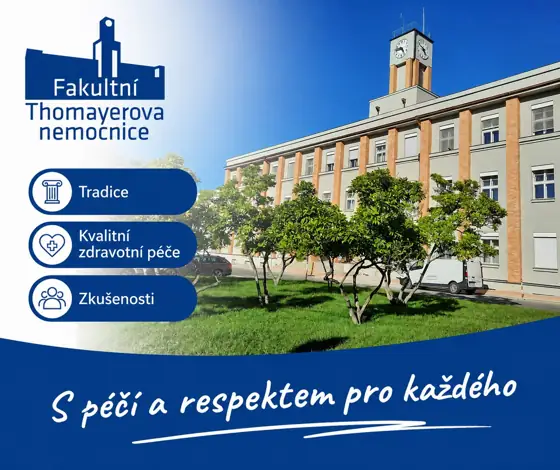 Fakultní
Thomayerova
nemocnice
Tradice
Kvalitní
zdravotní péče
Zkušenosti
S péčí a respektem pro každého